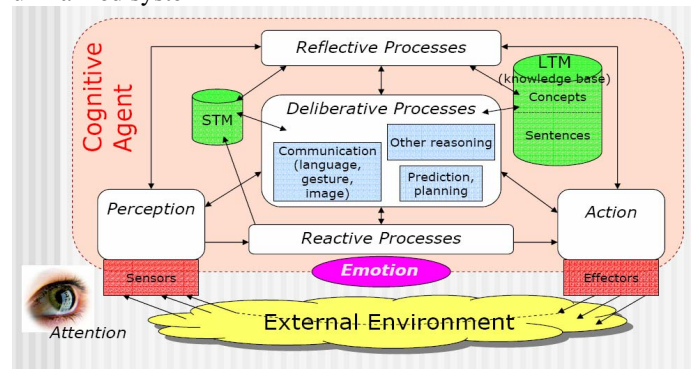 Reflective Processes
Cognitive
Agent
LTM
(knowledge base)
Concepts
Sentences
STM
Deliberative Processes
Communication
(language,
gesture,
image)
Other reasoning
Prediction,
planning
Perception
Action
Reactive Processes
Sensors
Emotion
Effectors
Attention
External Environment